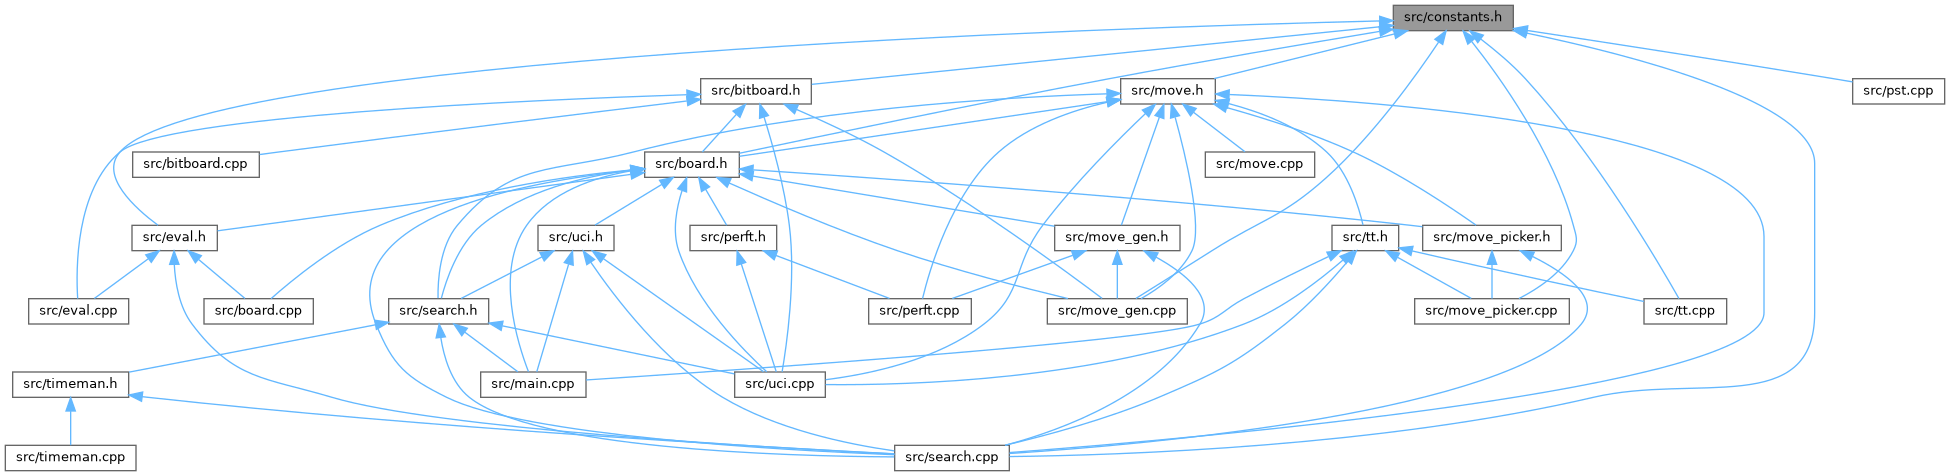 src/constants.h
src/bitboard.h
src/move.h
src/pst.cpp
src/bitboard.cpp
src/board.h
src/move.cpp
src/eval.h
src/uci.h
src/perft.h
src/move_gen.h
src/tt.h
src/move_picker.h
src/eval.cpp
src/board.cpp
src/search.h
src/perft.cpp
src/move_gen.cpp
src/move_picker.cpp
src/tt.cpp
src/timeman.h
src/main.cpp
src/uci.cpp
src/timeman.cpp
src/search.cpp